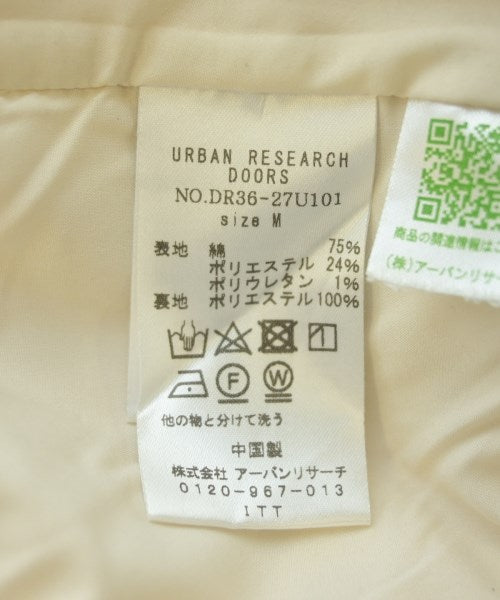 URBAN RESEARCH
DOORS
NO.DR36-27U101
size M
表地 綿 75%
ポリエステル 24%
ポリウレタン 1%
裏地 ポリエステル 100%
F
W
他の物と分けて洗う
中国製
株式会社 アーバンリサーチ
0120-967-013
ITT
商品の関連情報は
(株)アーバンリサ